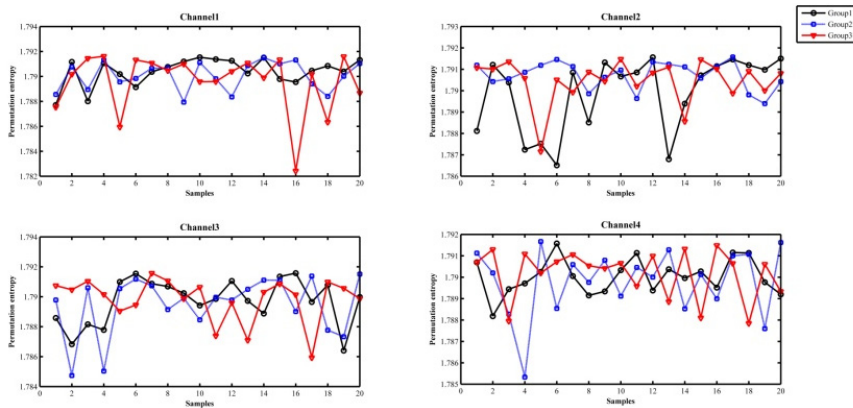 Channel1
1.794
1.792
1.79
1.788
1.786
1.784
1.782
Permutation entropy
0 2 4 6 8 10 12 14 16 18 20
Samples
Channel2
1.793
1.792
1.791
1.79
1.789
1.788
1.787
1.786
Permutation entropy
0 2 4 6 8 10 12 14 16 18 20
Samples
Group1
Group2
Group3
Channel3
1.794
1.792
1.79
1.788
1.786
1.784
Permutation entropy
0 2 4 6 8 10 12 14 16 18 20
Samples
Channel4
1.792
1.791
1.79
1.789
1.788
1.787
1.786
1.785
Permutation entropy
0 2 4 6 8 10 12 14 16 18 20
Samples